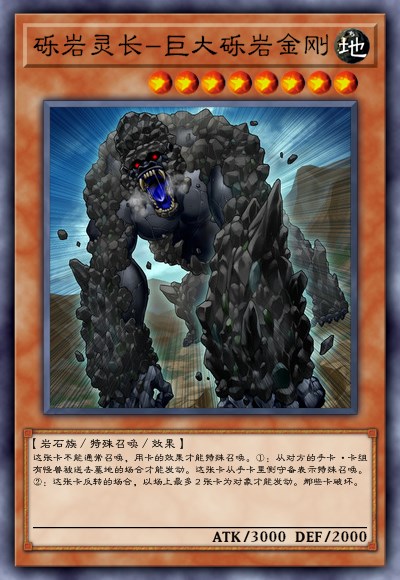 砾岩灵长-巨大砾岩金刚
地
【岩石族/特殊召唤/效果】
这张卡不能通常召唤，用卡的效果才能特殊召唤。①：从对方的手卡·卡组
有怪兽被送去墓地的场合才能发动。这张卡从手卡里侧守备表示特殊召唤。
②：这张卡反转的场合，以场上最多2张卡为对象才能发动。那些卡破坏。
ATK/3000 DEF/2000